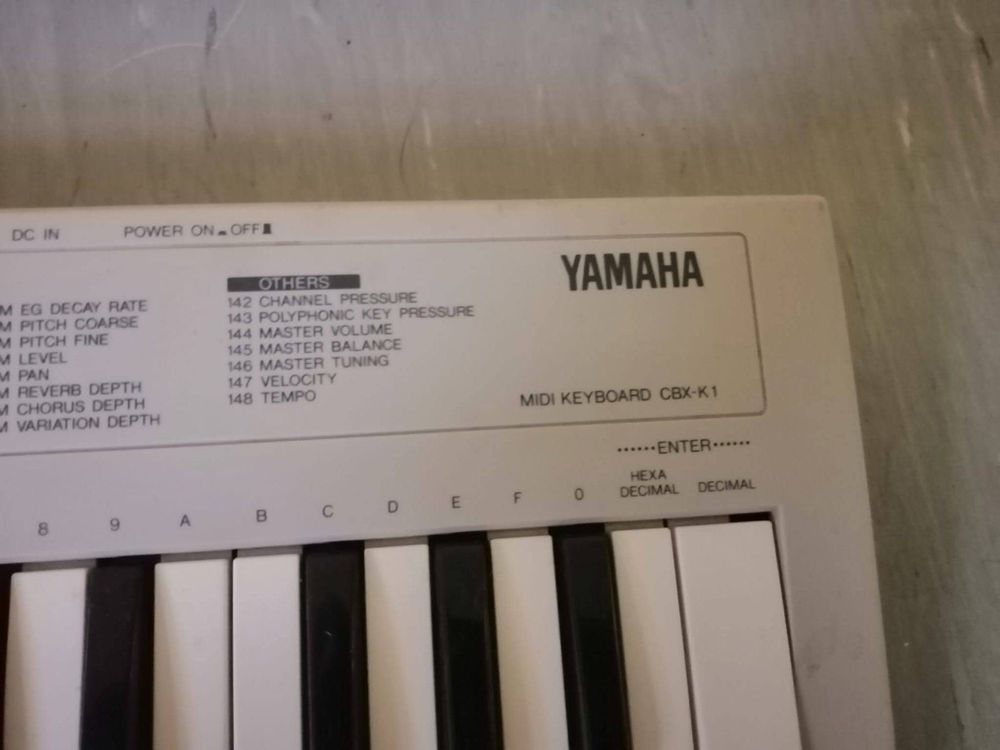 DC IN POWER ON OFF
YAMAHA
M EG DECAY RATE
M PITCH COARSE
M PITCH FINE
M LEVEL
M PAN
M REVERB DEPTH
M CHORUS DEPTH
M VARIATION DEPTH
OTHERS
142 CHANNEL PRESSURE
143 POLYPHONIC KEY PRESSURE
144 MASTER VOLUME
145 MASTER BALANCE
146 MASTER TUNING
147 VELOCITY
148 TEMPO
MIDI KEYBOARD CBX-K1
······ENTER······
HEXA
DECIMAL DECIMAL
8 9 A B C D E F 0